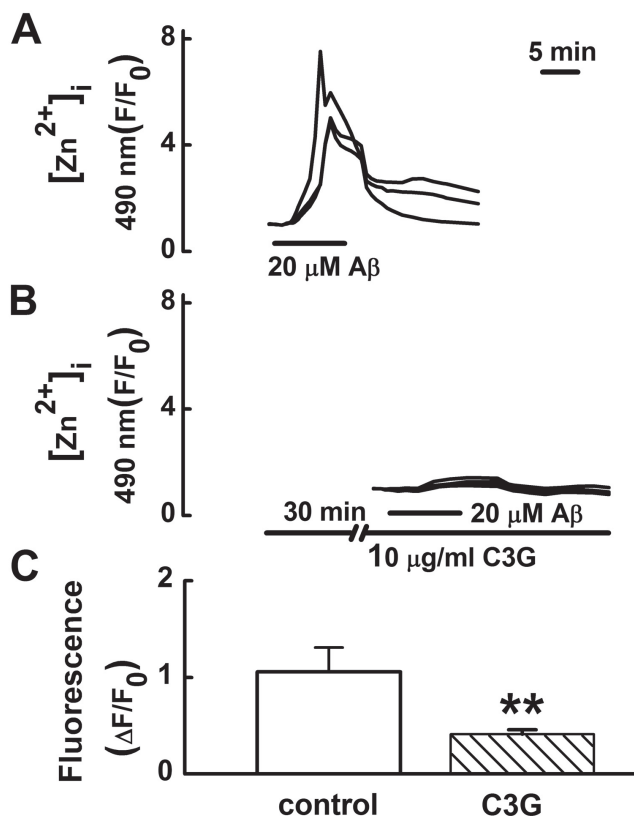 A
8
5 min
[Zn2+]i
490 nm(F/F0)
4
0
20 μM Aβ
B
8
[Zn2+]i
490 nm(F/F0)
4
0
30 min
20 μM Aβ
10 μg/ml C3G
C
2
Fluorescence
(ΔF/F0)
1
**
0
control
C3G